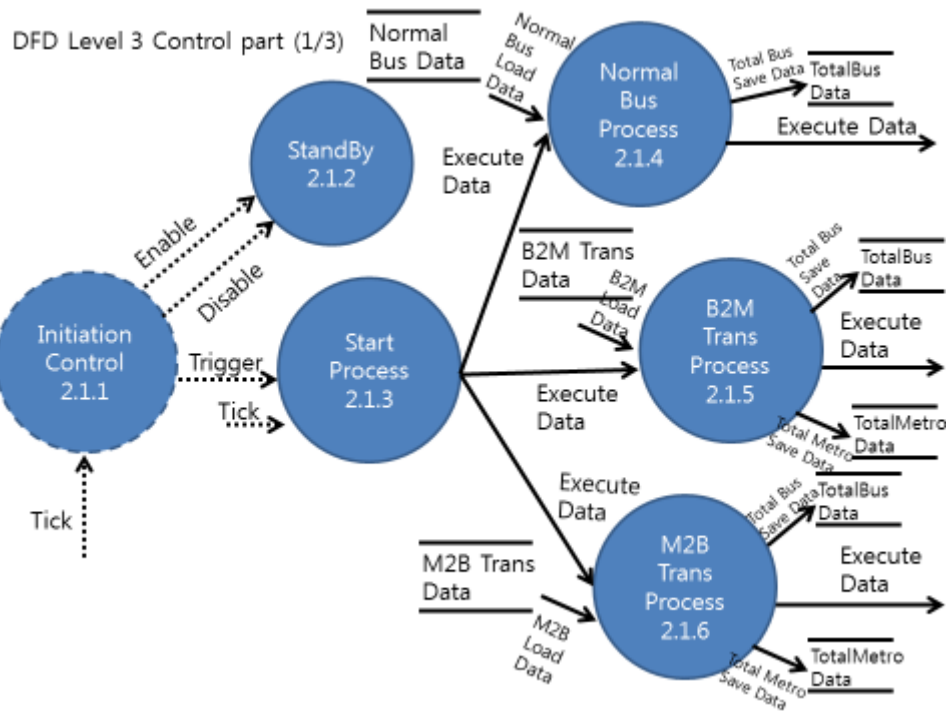 DFD Level 3 Control part (1/3)
Normal
Bus Data
Normal
Bus
Load
Data
Normal
Bus
Process
2.1.4
Total Bus
Save Data
TotalBus
Data
Execute Data
StandBy
2.1.2
Execute
Data
Enable
Disable
B2M Trans
Data
B2M
Load
Data
B2M
Trans
Process
2.1.5
Total Bus
Save
Data
TotalBus
Data
Execute
Data
Initiation
Control
2.1.1
Trigger
Start
Process
2.1.3
Tick
Execute
Data
Total Metro
Save Data
TotalMetro
Data
Tick
Execute
Data
M2B Trans
Data
M2B
Load
Data
M2B
Trans
Process
2.1.6
Total Bus
Save Data
TotalBus
Data
Execute
Data
Total Metro
Save Data
TotalMetro
Data